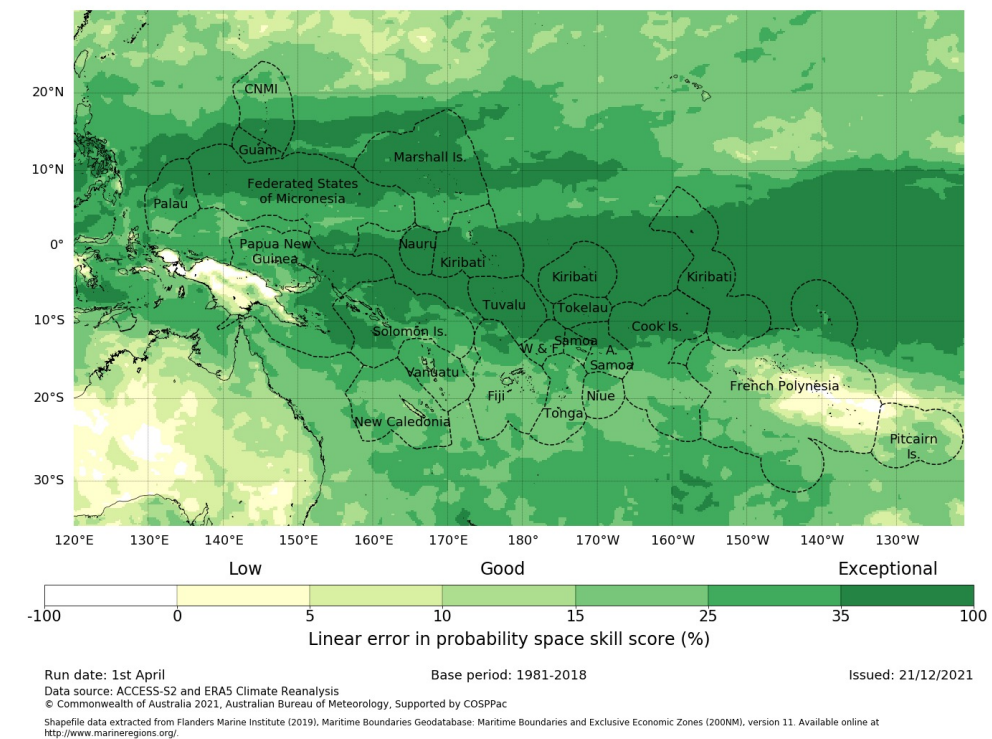 20°N
10°N
0°
10°S
20°S
30°S
CNMI
Guam
Marshall Is.
Palau
Federated States
of Micronesia
Papua New
Guinea
Nauru
Kiribati
Kiribati
Kiribati
Tuvalu
Tokelau
Solomon Is.
Cook Is.
W & F
Samoa
A.
Samoa
Vanuatu
Fiji
Niue
Tonga
New Caledonia
French Polynesia
Pitcairn
Is.
120°E 130°E 140°E 150°E 160°E 170°E 180° 170°W 160°W 150°W 140°W 130°W
Low Good Exceptional
-100 0 5 10 15 25 35 100
Linear error in probability space skill score (%)
Run date: 1st April Base period: 1981-2018 Issued: 21/12/2021
Data source: ACCESS-S2 and ERA5 Climate Reanalysis
© Commonwealth of Australia 2021, Australian Bureau of Meteorology, Supported by COSPPac
Shapefile data extracted from Flanders Marine Institute (2019), Maritime Boundaries Geodatabase: Maritime Boundaries and Exclusive Economic Zones (200NM), version 11. Available online at
http://www.marineregions.org/.